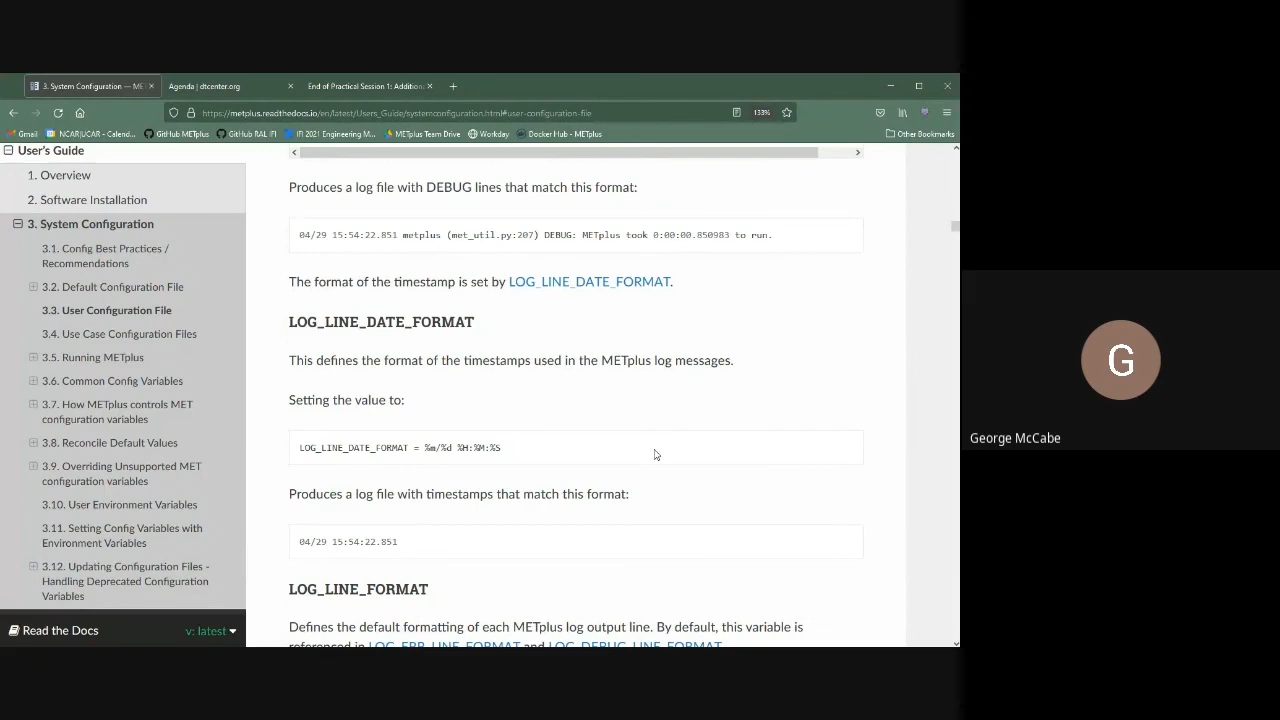 3. System Configuration — ME
Agenda | dtcenter.org
End of Practical Session 1: Addition
https://metplus.readthedocs.io/en/latest/Users_Guide/systemconfiguration.html#user-configuration-file
133%
Gmail
NCAR|UCAR - Calend...
GitHub METplus
GitHub RAL IFI
IFI 2021 Engineering M...
METplus Team Drive
Workday
Docker Hub - METplus
Other Bookmarks
User's Guide
1. Overview
2. Software Installation
3. System Configuration
3.1. Config Best Practices /
Recommendations
3.2. Default Configuration File
3.3. User Configuration File
3.4. Use Case Configuration Files
3.5. Running METplus
3.6. Common Config Variables
3.7. How METplus controls MET
configuration variables
3.8. Reconcile Default Values
3.9. Overriding Unsupported MET
configuration variables
3.10. User Environment Variables
3.11. Setting Config Variables with
Environment Variables
3.12. Updating Configuration Files -
Handling Deprecated Configuration
Variables
Read the Docs
v: latest
Produces a log file with DEBUG lines that match this format:
04/29 15:54:22.851 metplus (met_util.py:207) DEBUG: METplus took 0:00:00.850983 to run.
The format of the timestamp is set by LOG_LINE_DATE_FORMAT.
LOG_LINE_DATE_FORMAT
This defines the format of the timestamps used in the METplus log messages.
Setting the value to:
LOG_LINE_DATE_FORMAT = %m/%d %H:%M:%S
Produces a log file with timestamps that match this format:
04/29 15:54:22.851
LOG_LINE_FORMAT
Defines the default formatting of each METplus log output line. By default, this variable is
referenced in LOG_ERR_LINE_FORMAT and LOG_DEBUG_LINE_FORMAT.
G
George McCabe